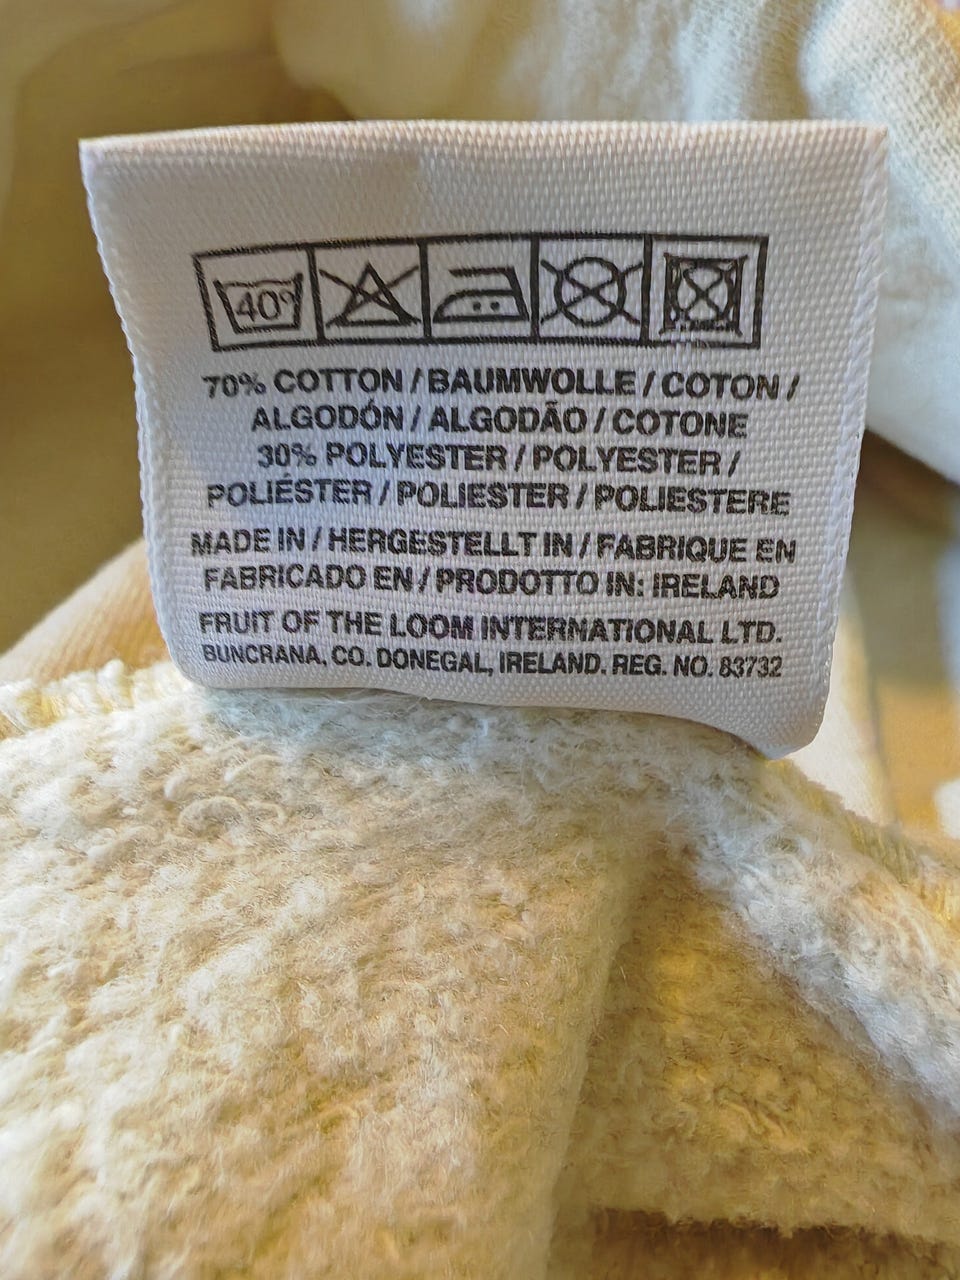 40°
70% COTTON / BAUMWOLLE / COTON /
ALGODÓN / ALGODÃO / COTONE
30% POLYESTER / POLYESTER /
POLIÉSTER / POLIESTER / POLIESTERE
MADE IN / HERGESTELLT IN / FABRIQUE EN
FABRICADO EN / PRODOTTO IN: IRELAND
FRUIT OF THE LOOM INTERNATIONAL LTD.
BUNCRANA, CO. DONEGAL, IRELAND. REG. NO. 83732